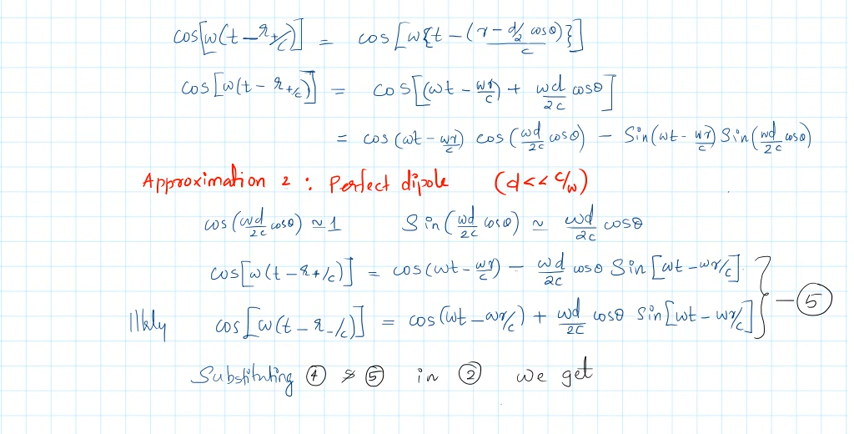 cos[ω(t - r₊/c)] = cos[ω{t - (r - d/2 cosθ)/c}]
cos[ω(t - r₊/c)] = cos[(ωt - ωr/c) + ωd/2c cosθ]
= cos(ωt - ωr/c) cos(ωd/2c cosθ) - Sin(ωt - ωr/c) Sin(ωd/2c cosθ)
Approximation 2 : Perfect dipole (d << c/ω)
cos(ωd/2c cosθ) ≃ 1 Sin(ωd/2c cosθ) ≃ ωd/2c cosθ
cos[ω(t - r₊/c)] = cos(ωt - ωr/c) - ωd/2c cosθ Sin[ωt - ωr/c]
111kly cos[ω(t - r₋/c)] = cos(ωt - ωr/c) + ωd/2c cosθ Sin[ωt - ωr/c] } — ⑤
Substituting ④ & ⑤ in ② we get